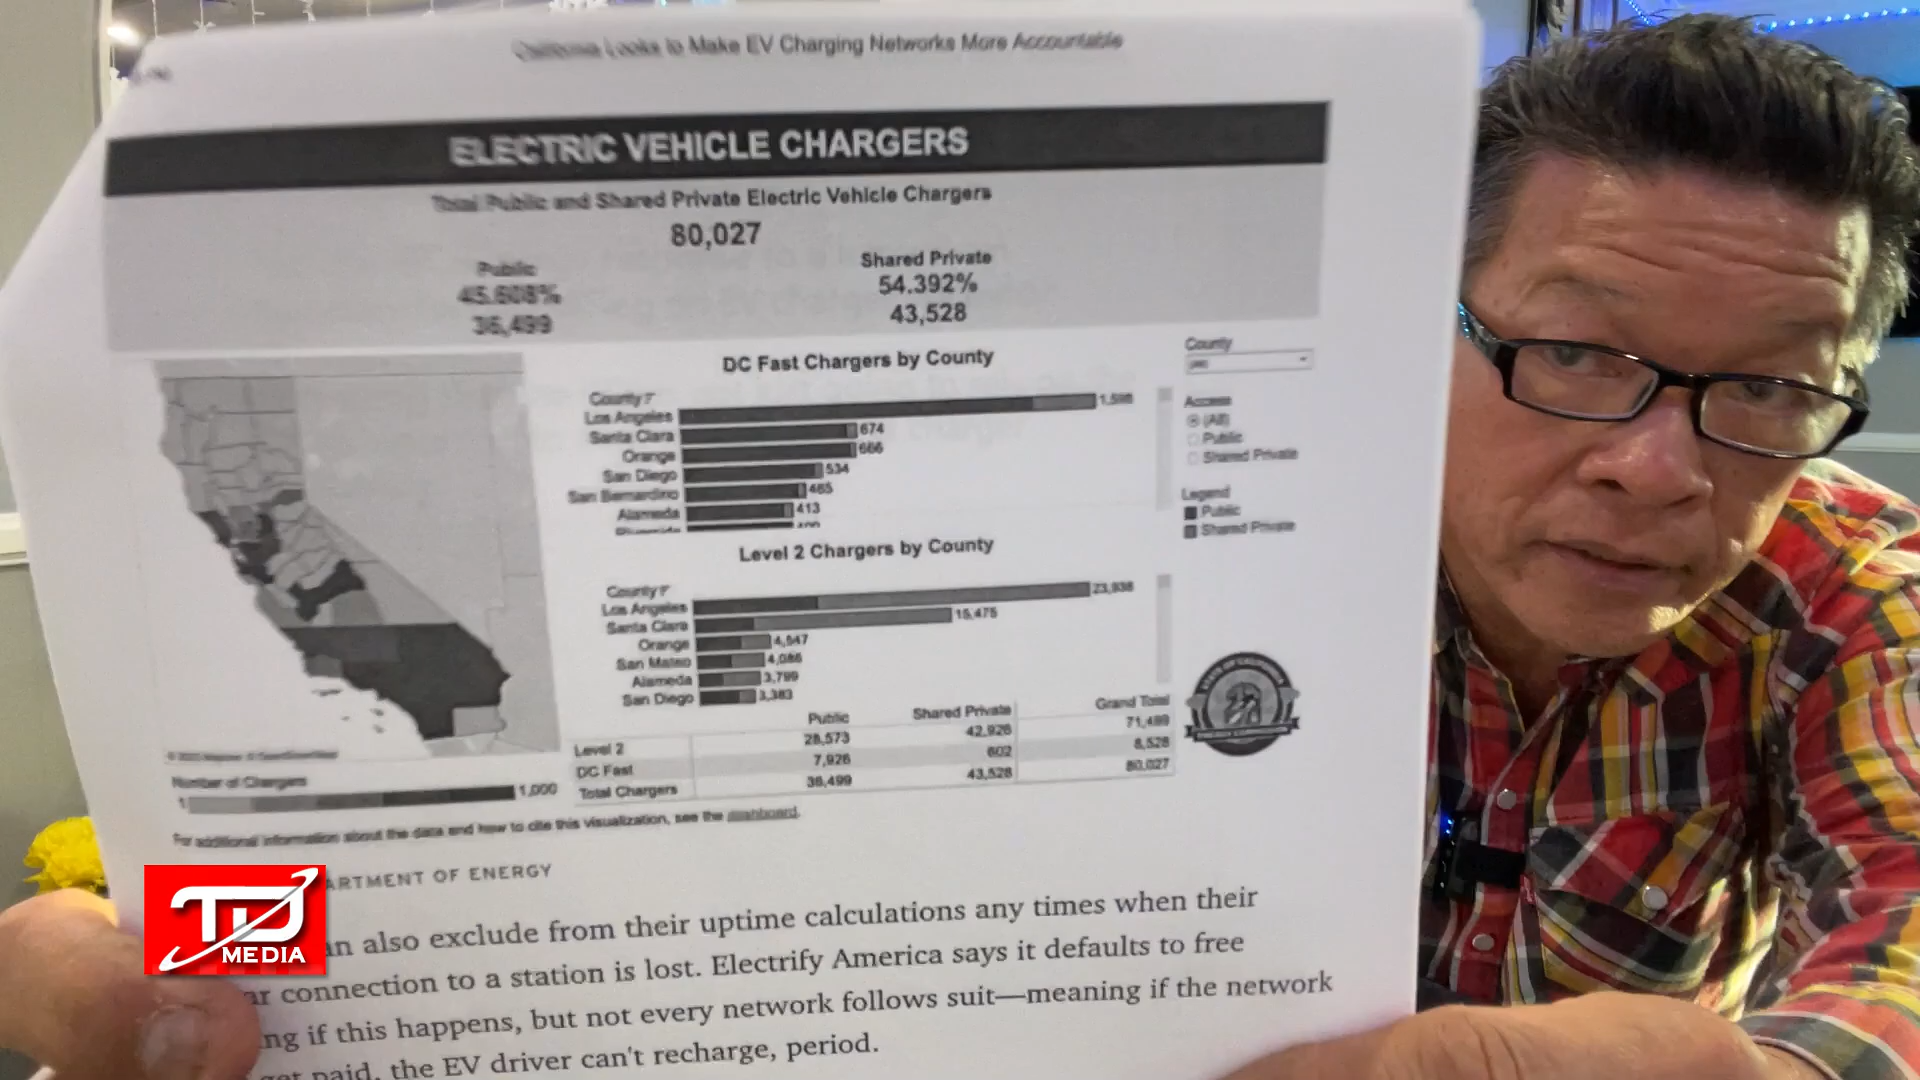 California Looks to Make EV Charging Networks More Accountable
ELECTRIC VEHICLE CHARGERS
Total Public and Shared Private Electric Vehicle Chargers
80,027
Public
45.608%
36,499
Shared Private
54.392%
43,528
DC Fast Chargers by County
County
Los Angeles
Santa Clara 674
Orange 666
San Diego 534
San Bernardino 465
Alameda 413
Riverside 400
County
Access
(All)
Public
Shared Private
Legend
Public
Shared Private
Level 2 Chargers by County
County
Los Angeles 23,938
Santa Clara 15,475
Orange 4,547
San Mateo 4,086
Alameda 3,799
San Diego 3,383
Public Shared Private Grand Total
Level 2 28,573 42,926 71,499
DC Fast 7,926 602 8,528
Total Chargers 36,499 43,528 80,027
Number of Chargers
1 1,000
For additional information about the data and how to cite this visualization, see the dashboard.
ARTMENT OF ENERGY
an also exclude from their uptime calculations any times when their
ar connection to a station is lost. Electrify America says it defaults to free
ng if this happens, but not every network follows suit—meaning if the network
get paid, the EV driver can't recharge, period.
TD
MEDIA